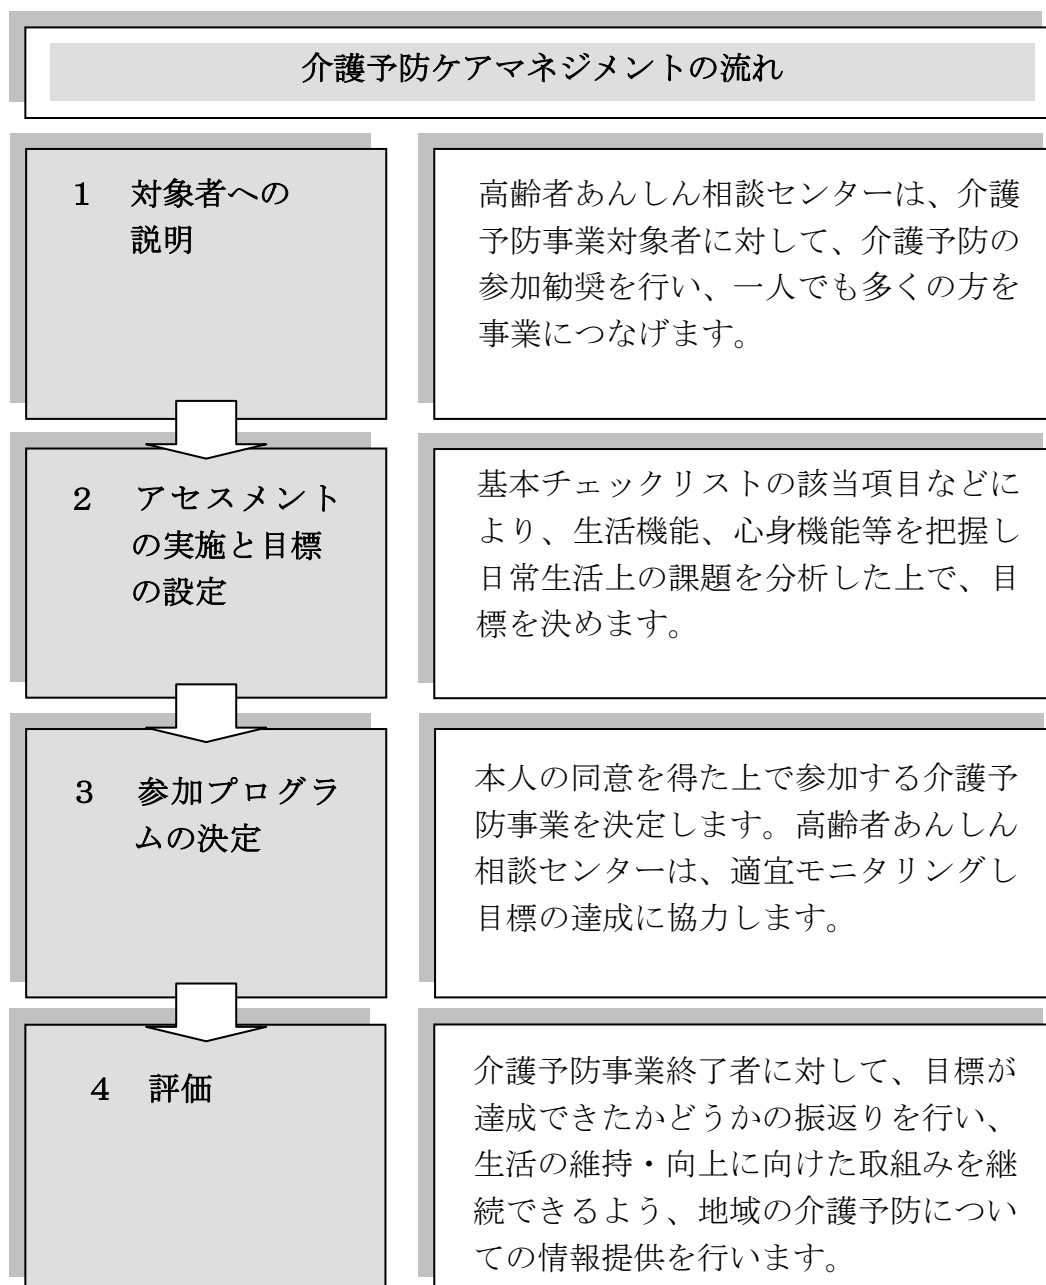 介護予防ケアマネジメントの流れ
1 対象者への
説明
高齢者あんしん相談センターは、介護
予防事業対象者に対して、介護予防の
参加勧奨を行い、一人でも多くの方を
事業につなげます。
2 アセスメント
の実施と目標
の設定
基本チェックリストの該当項目などに
より、生活機能、心身機能等を把握し
日常生活上の課題を分析した上で、目
標を決めます。
3 参加プログラ
ムの決定
本人の同意を得た上で参加する介護予
防事業を決定します。高齢者あんしん
相談センターは、適宜モニタリングし
目標の達成に協力します。
4 評価
介護予防事業終了者に対して、目標が
達成できたかどうかの振返りを行い、
生活の維持・向上に向けた取組みを継
続できるよう、地域の介護予防につい
ての情報提供を行います。